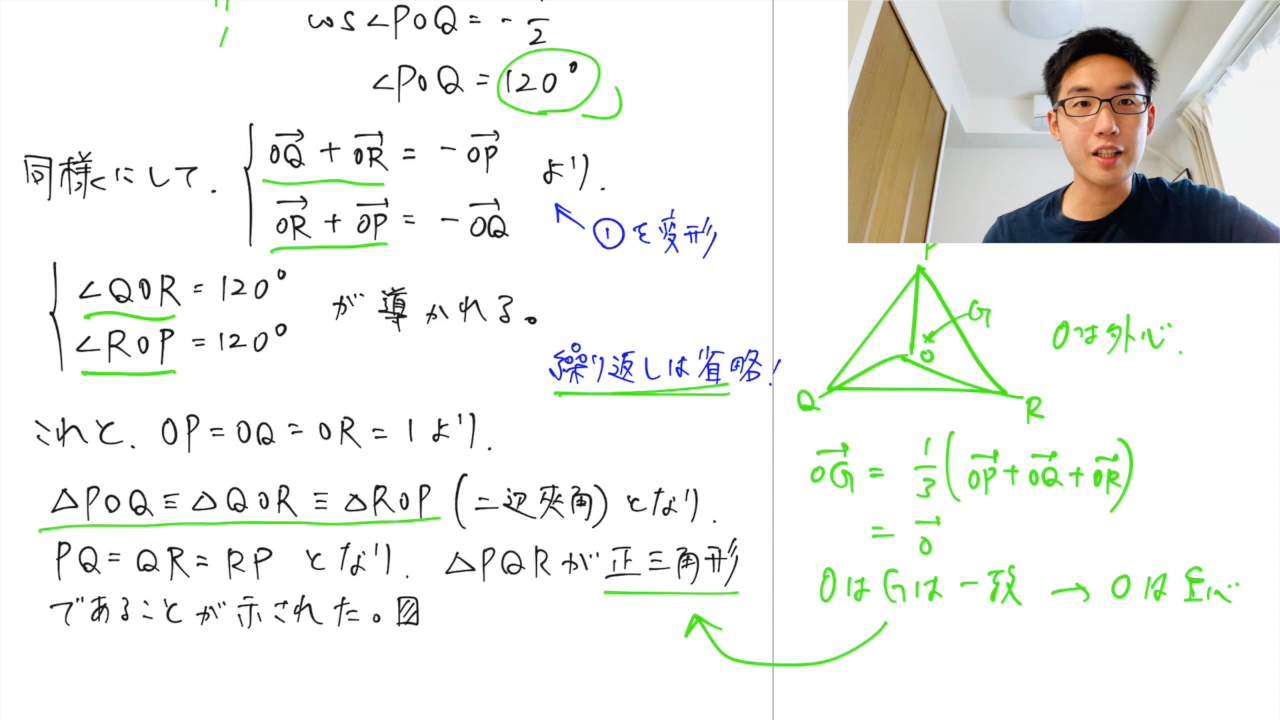 cos∠POQ = -1/2
∠POQ = 120°
同様にして. { →OQ + →OR = -→OP
→OR + →OP = -→OQ より.
①を変形
{ ∠QOR = 120°
∠ROP = 120° が導かれる。
繰り返しは省略!
これと. OP = OQ = OR = 1 より.
△POQ ≡ △QOR ≡ △ROP (二辺夾角) となり.
PQ = QR = RP となり. △PQRが正三角形
であることが示された。
P
G
O
Q
R
Oは外心.
→OG = 1/3 (→OP + →OQ + →OR)
= →0
OはGは一致 → Oは重心